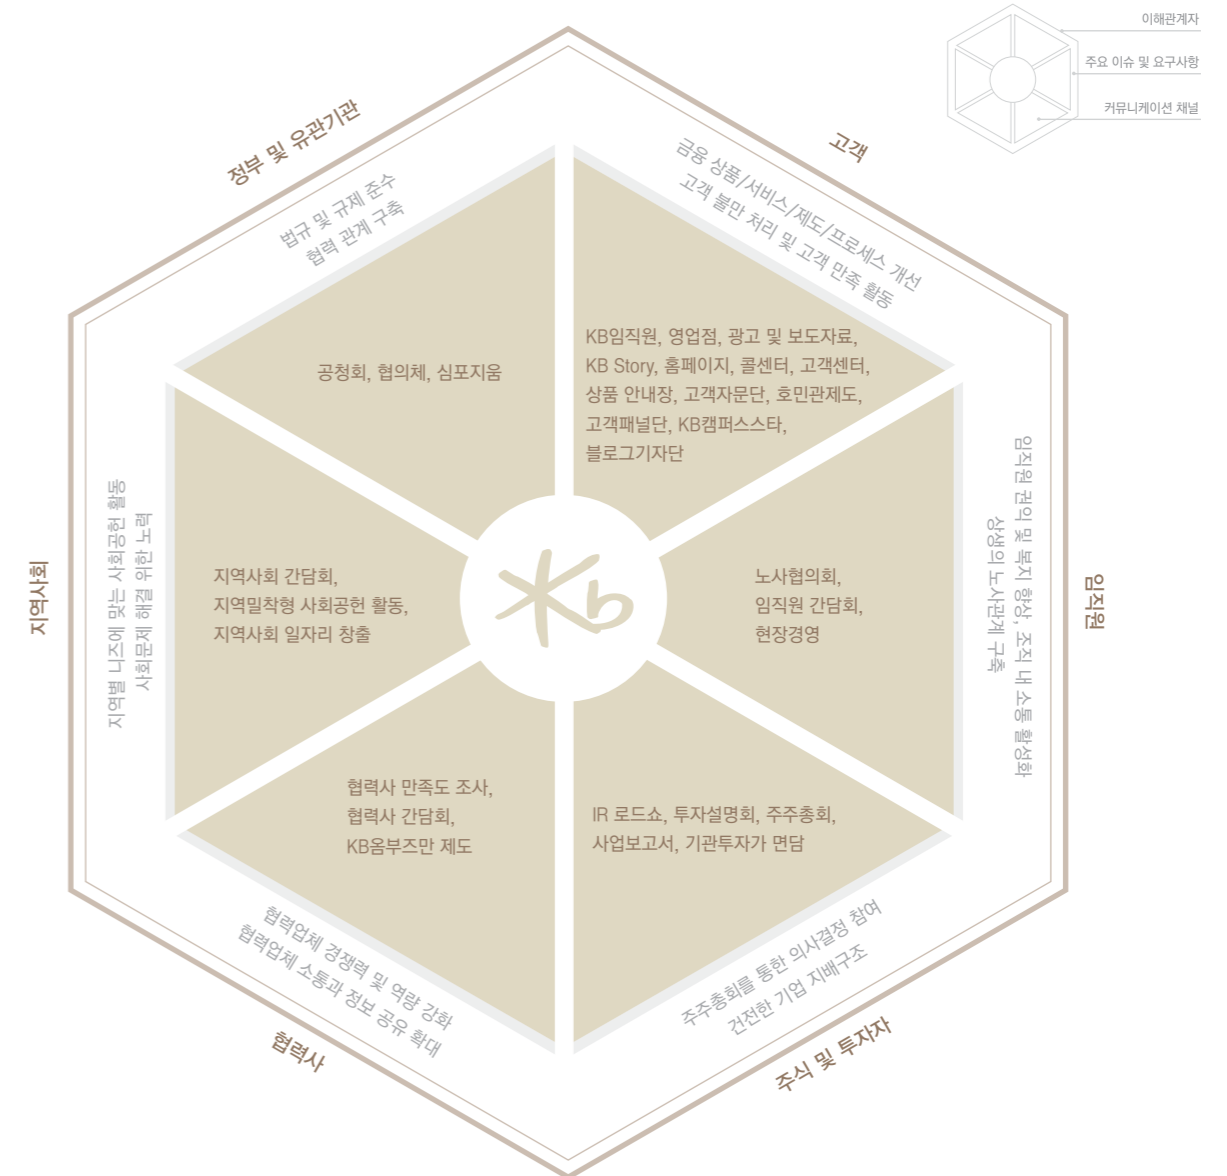 이해관계자
주요 이슈 및 요구사항
커뮤니케이션 채널
정부 및 유관기관
법규 및 규제 준수
협력 관계 구축
공청회, 협의체, 심포지움
고객
금융 상품/서비스/제도/프로세스 개선
고객 불만 처리 및 고객 만족 활동
KB임직원, 영업점, 광고 및 보도자료,
KB Story, 홈페이지, 콜센터, 고객센터,
상품 안내장, 고객자문단, 호민관제도,
고객패널단, KB캠퍼스스타,
블로그기자단
지역사회
지역별 니즈에 맞는 사회공헌 활동
사회문제 해결 위한 노력
지역사회 간담회,
지역밀착형 사회공헌 활동,
지역사회 일자리 창출
Kb
노사협의회,
임직원 간담회,
현장경영
임직원 권익 및 복지 향상, 조직 내 소통 활성화
상생의 노사관계 구축
임직원
협력사 만족도 조사,
협력사 간담회,
KB옴부즈만 제도
협력업체 경쟁력 및 역량 강화
협력업체 소통과 정보 공유 확대
협력사
IR 로드쇼, 투자설명회, 주주총회,
사업보고서, 기관투자가 면담
주주총회를 통한 의사결정 참여
건전한 기업 지배구조
주식 및 투자자